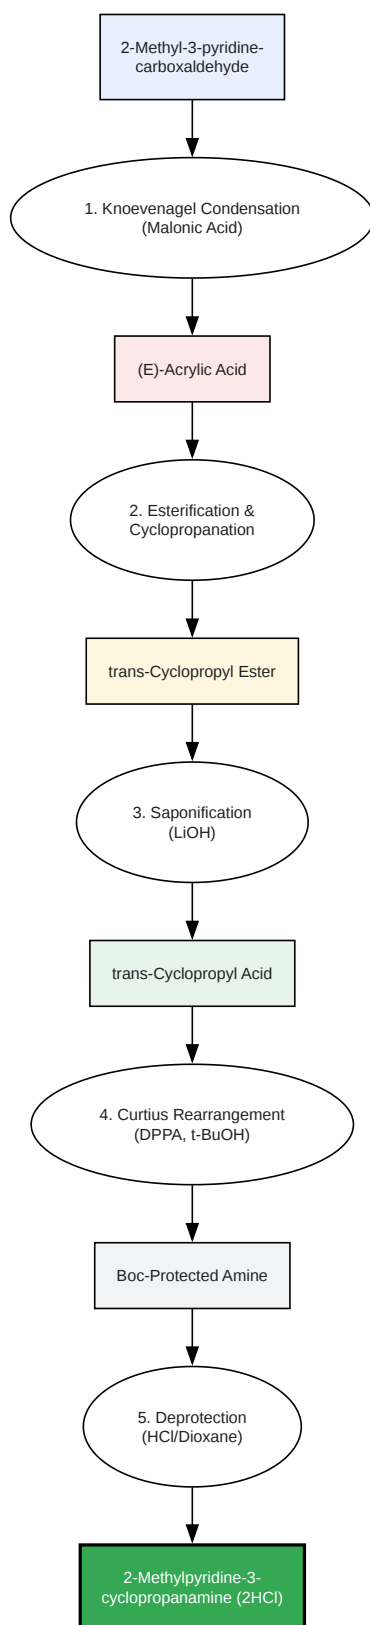 2-Methyl-3-pyridine-
carboxaldehyde
1. Knoevenagel Condensation
(Malonic Acid)
(E)-Acrylic Acid
2. Esterification &
Cyclopropanation
trans-Cyclopropyl Ester
3. Saponification
(LiOH)
trans-Cyclopropyl Acid
4. Curtius Rearrangement
(DPPA, t-BuOH)
Boc-Protected Amine
5. Deprotection
(HCl/Dioxane)
2-Methylpyridine-3-
cyclopropanamine (2HCl)